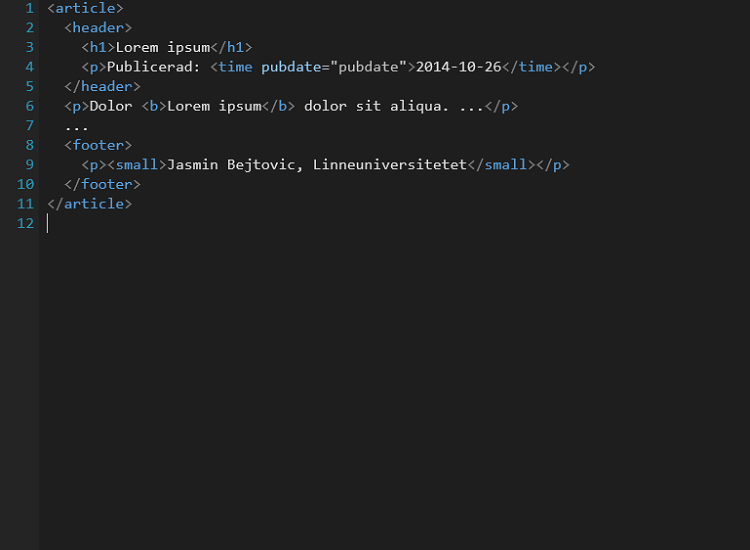 1 <article>
2   <header>
3     <h1>Lorem ipsum</h1>
4     <p>Publicerad: <time pubdate="pubdate">2014-10-26</time></p>
5   </header>
6   <p>Dolor <b>Lorem ipsum</b> dolor sit aliqua. ...</p>
7   ...
8   <footer>
9     <p><small>Jasmin Bejtovic, Linneuniversitetet</small></p>
10   </footer>
11 </article>
12